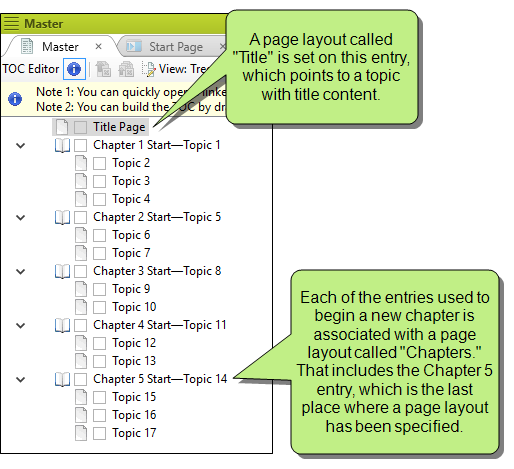 Master
Master ×
Start Page ×
TOC Editor
View: Tree
Note 1: You can quickly open
Note 2: You can build the TOC by
Title Page
Chapter 1 Start—Topic 1
Topic 2
Topic 3
Topic 4
Chapter 2 Start—Topic 5
Topic 6
Topic 7
Chapter 3 Start—Topic 8
Topic 9
Topic 10
Chapter 4 Start—Topic 11
Topic 12
Topic 13
Chapter 5 Start—Topic 14
Topic 15
Topic 16
Topic 17
A page layout called
"Title" is set on this entry,
which points to a topic
with title content.
Each of the entries used to
begin a new chapter is
associated with a page
layout called "Chapters."
That includes the Chapter 5
entry, which is the last
place where a page layout
has been specified.